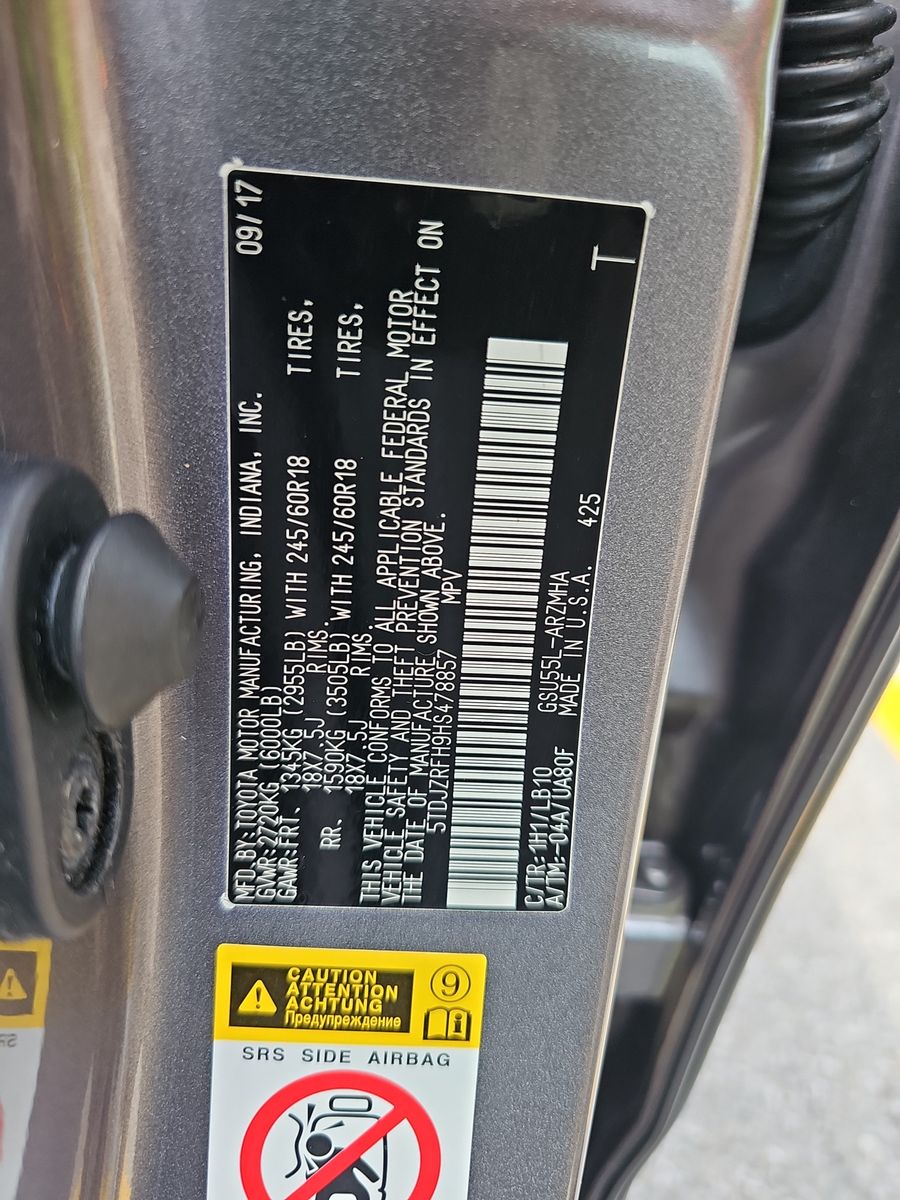 MFD.BY:TOYOTA MOTOR MANUFACTURING, INDIANA, INC. 09/17
GVWR:2720KG (6000LB)
GAWR:FRT. 1345KG (2955LB) WITH 245/60R18 TIRES,
18X7.5J RIMS.
RR. 1590KG (3505LB) WITH 245/60R18 TIRES,
18X7.5J RIMS
THIS VEHICLE CONFORMS TO ALL APPLICABLE FEDERAL MOTOR
VEHICLE SAFETY AND THEFT PREVENTION STANDARDS IN EFFECT ON
THE DATE OF MANUFACTURE SHOWN ABOVE.
5TDJZRFH9HS478857 MPV
C/TR:1H1/LB10 GSU55L-ARZMHA
A/TM:-04A/UA80F MADE IN U.S.A. 425
T
CAUTION
ATTENTION
ACHTUNG
Предупреждение
9
SRS SIDE AIRBAG